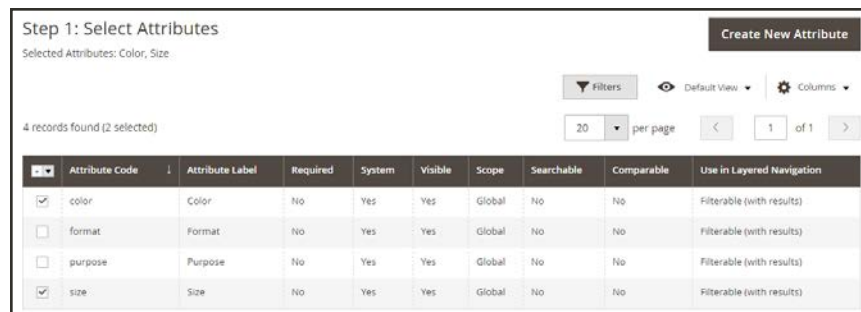 Step 1: Select Attributes
Create New Attribute
Selected Attributes: Color, Size
Filters Default View Columns
4 records found (2 selected) 20 per page 1 of 1
Attribute Code Attribute Label Required System Visible Scope Searchable Comparable Use in Layered Navigation
color Color No Yes Yes Global No No Filterable (with results)
format Format No Yes Yes Global No No Filterable (with results)
purpose Purpose No Yes Yes Global No No Filterable (with results)
size Size No Yes Yes Global No No Filterable (with results)